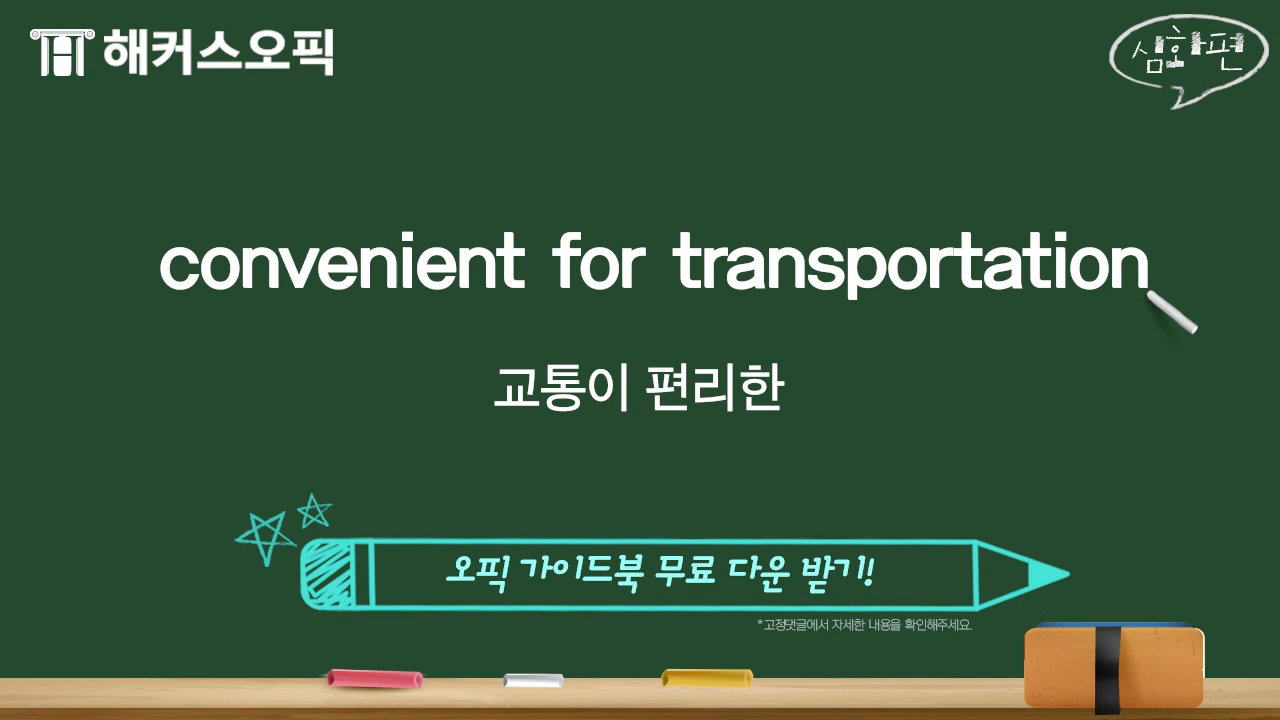 해커스오픽
심화편
convenient for transportation
교통이 편리한
오픽 가이드북 무료 다운 받기!
*고정댓글에서 자세한 내용을 확인해주세요.